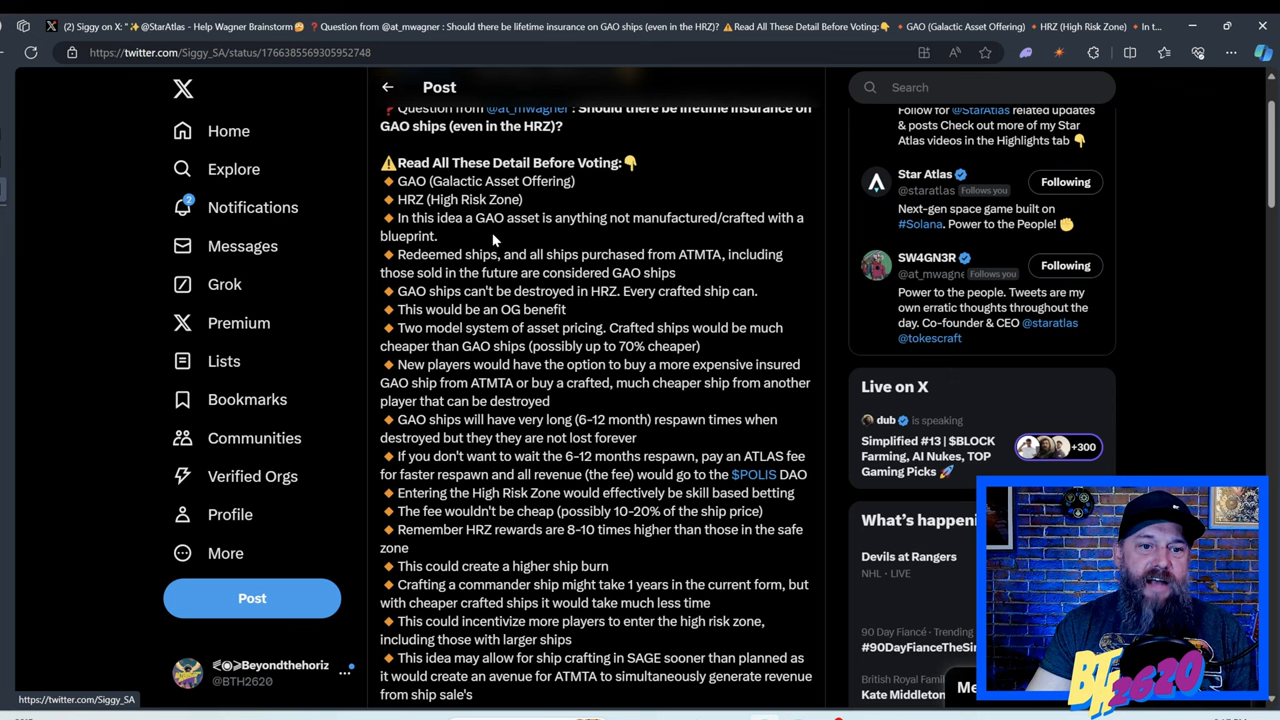 (2) Siggy on X: "✨@StarAtlas - Help Wagner Brainstorm🤔 ❓Question from @at_mwagner : Should there be lifetime insurance on GAO ships (even in the HRZ)? ⚠️Read All These Detail Before Voting:👇 🔸GAO (Galactic Asset Offering) 🔸HRZ (High Risk Zone) 🔸In t...
https://twitter.com/Siggy_SA/status/1766385569305952748
Post
Search
Home
Explore
2
Notifications
Messages
Grok
Premium
Lists
Bookmarks
Communities
Verified Orgs
Profile
More
Post
⋞⦿⋟Beyondthehoriz
@BTH2620
...
❓Question from @at_mwagner : Should there be lifetime insurance on
GAO ships (even in the HRZ)?
⚠️Read All These Detail Before Voting:👇
🔸GAO (Galactic Asset Offering)
🔸HRZ (High Risk Zone)
🔸In this idea a GAO asset is anything not manufactured/crafted with a
blueprint.
🔸Redeemed ships, and all ships purchased from ATMTA, including
those sold in the future are considered GAO ships
🔸GAO ships can't be destroyed in HRZ. Every crafted ship can.
🔸This would be an OG benefit
🔸Two model system of asset pricing. Crafted ships would be much
cheaper than GAO ships (possibly up to 70% cheaper)
🔸New players would have the option to buy a more expensive insured
GAO ship from ATMTA or buy a crafted, much cheaper ship from another
player that can be destroyed
🔸GAO ships will have very long (6-12 month) respawn times when
destroyed but they they are not lost forever
🔸If you don't want to wait the 6-12 months respawn, pay an ATLAS fee
for faster respawn and all revenue (the fee) would go to the $POLIS DAO
🔸Entering the High Risk Zone would effectively be skill based betting
🔸The fee wouldn't be cheap (possibly 10-20% of the ship price)
🔸Remember HRZ rewards are 8-10 times higher than those in the safe
zone
🔸This could create a higher ship burn
🔸Crafting a commander ship might take 1 years in the current form, but
with cheaper crafted ships it would take much less time
🔸This could incentivize more players to enter the high risk zone,
including those with larger ships
🔸This idea may allow for ship crafting in SAGE sooner than planned as
it would create an avenue for ATMTA to simultaneously generate revenue
from ship sale's
Follow for @StarAtlas related updates
& posts Check out more of my Star
Atlas videos in the Highlights tab 👇
Star Atlas
@staratlas Follows you
Following
Next-gen space game built on
#Solana. Power to the People! ✊
SW4GN3R
@at_mwagne Follows you
Following
Power to the people. Tweets are my
own erratic thoughts throughout the
day. Co-founder & CEO @staratlas
@tokescraft
Live on X
dub is speaking
Simplified #13 | $BLOCK
Farming, AI Nukes, TOP
Gaming Picks 🚀
+300
What's happeni
Devils at Rangers
NHL · LIVE
90 Day Fiancé · Trending
#90DayFianceTheSin
British Royal Fami
Kate Middleton
Me
https://twitter.com/Siggy_SA
BTH2620